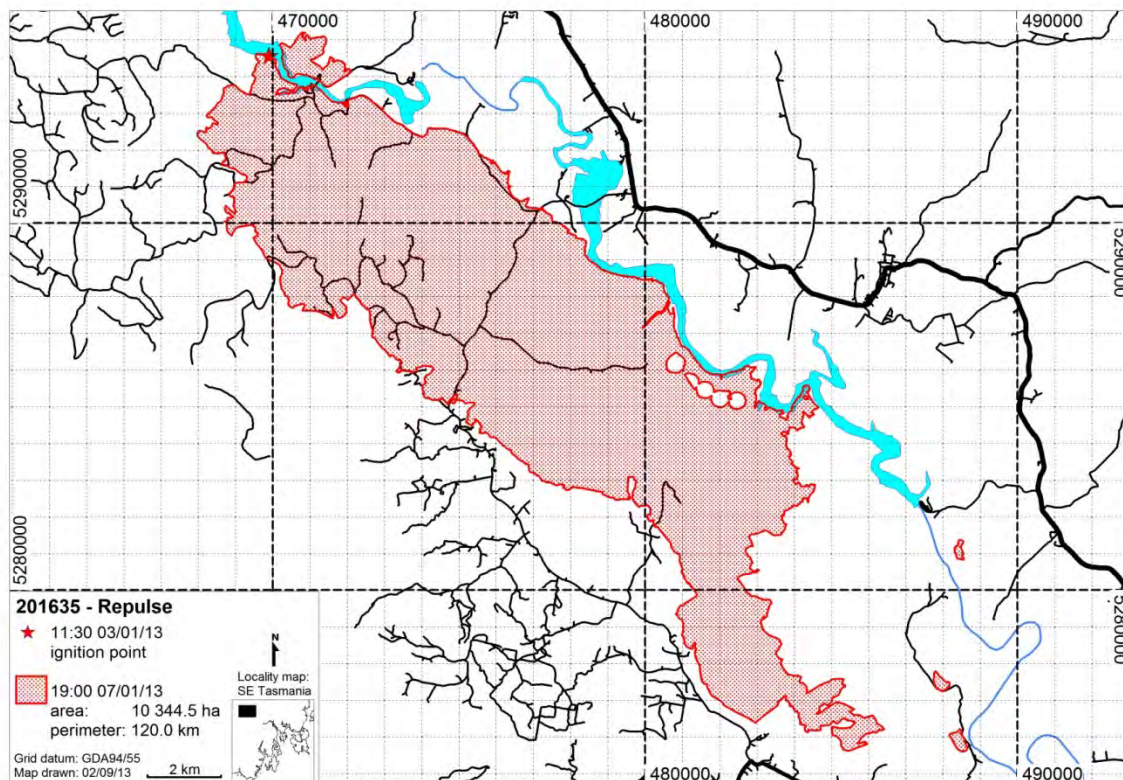 470000
480000
490000
5290000
5290000
5280000
5280000
201635 - Repulse
11:30 03/01/13
ignition point
19:00 07/01/13
area: 10 344.5 ha
perimeter: 120.0 km
N
Locality map:
SE Tasmania
Grid datum: GDA94/55
Map drawn: 02/09/13
2 km
480000
490000